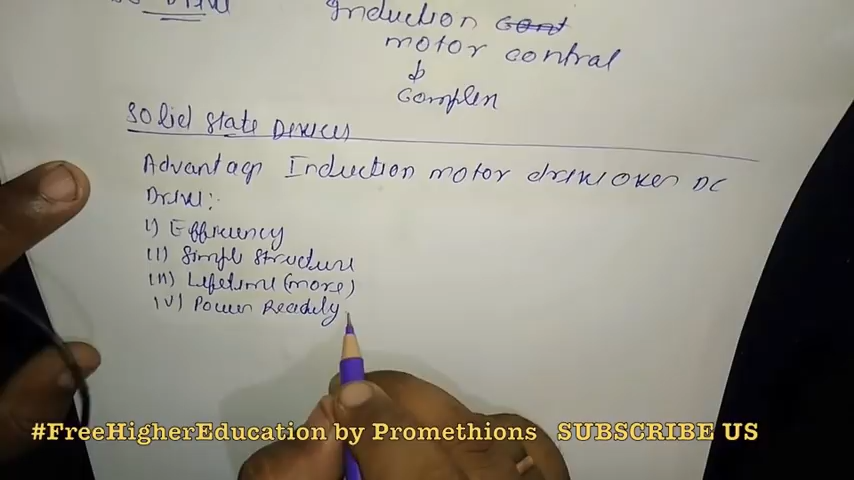 Induction cont
motor contral
Complex
Solid State Devices
Advantage Induction motor drive over DC
Drive:
i) Efficiency
(ii) Simple Structure
(iii) Lifetime (more)
(iv) Power Readily
#FreeHigherEducation by Promethions SUBSCRIBE US